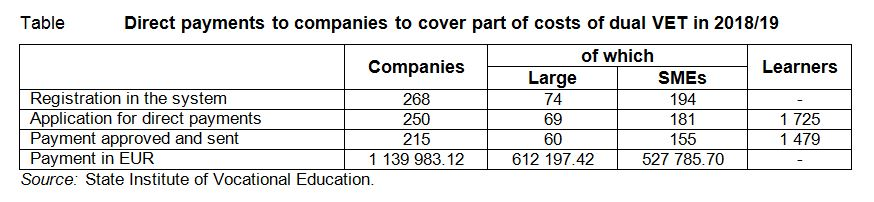 Table Direct payments to companies to cover part of costs of dual VET in 2018/19
Companies of which Learners
Large SMEs
Registration in the system 268 74 194 -
Application for direct payments 250 69 181 1 725
Payment approved and sent 215 60 155 1 479
Payment in EUR 1 139 983.12 612 197.42 527 785.70 -
Source: State Institute of Vocational Education.